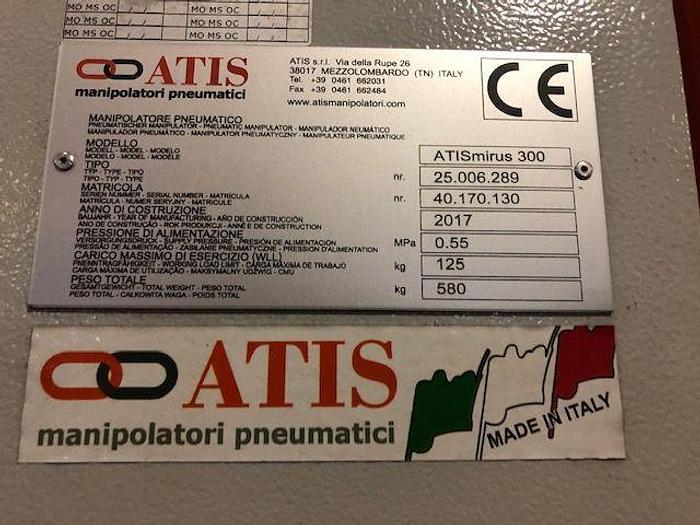 MO MS OC MO MS OC
MO MS OC MO MS OC
MO MS OC MO MS OC
ATIS
manipolatori pneumatici
ATIS s.r.l. Via della Rupe 26
38017 MEZZOLOMBARDO (TN) ITALY
Tel. +39 0461 662031
Fax +39 0461 662484
www.atismanipolatori.com
CE
MANIPOLATORE PNEUMATICO
PNEUMATISCHER MANIPULATOR - PNEUMATIC MANIPULATOR - MANIPULADOR NEUMÁTICO
MANIPULADOR PNEUMÁTICO - MANIPULATOR PNEUMATYCZNY - MANIPULATEUR PNEUMATIQUE
MODELLO
MODELL - MODEL - MODELO
MODELO - MODEL - MODÈLE
ATISmirus 300
TIPO
TYP - TYPE - TIPO
TIPO - TYP - TYPE
nr. 25.006.289
MATRICOLA
SERIEN NUMMER - SERIAL NUMBER - MATRÍCULA
MATRÍCULA - NUMER SERYJNY - MATRICULE
nr. 40.170.130
ANNO DI COSTRUZIONE
BAUJAHR - YEAR OF MANUFACTURING - AÑO DE CONSTRUCCIÓN
ANO DE CONSTRUÇÃO - ROK PRODUKCJI - ANNÉE DE CONSTRUCTION
2017
PRESSIONE DI ALIMENTAZIONE
VERSORGUNGSDRUCK - SUPPLY PRESSURE - PRESIÓN DE ALIMENTACIÓN
PRESSÃO DE ALIMENTAÇÃO - ZASILANIE PNEUMATYCZNE - PRESSION D'ALIMENTATION
MPa 0.55
CARICO MASSIMO DI ESERCIZIO (WLL)
NENNTRAGFÄHIGKEIT - WORKING LOAD LIMIT - CARGA MÁXIMA DE TRABAJO
CARGA MÁXIMA DE UTILIZAÇÃO - MAKSYMALNY UDŹWIG - CMU
kg 125
PESO TOTALE
GESAMTGEWICHT - TOTAL WEIGHT - PESO TOTAL
PESO TOTAL - CAŁKOWITA WAGA - POIDS TOTAL
kg 580
ATIS
manipolatori pneumatici
MADE IN ITALY